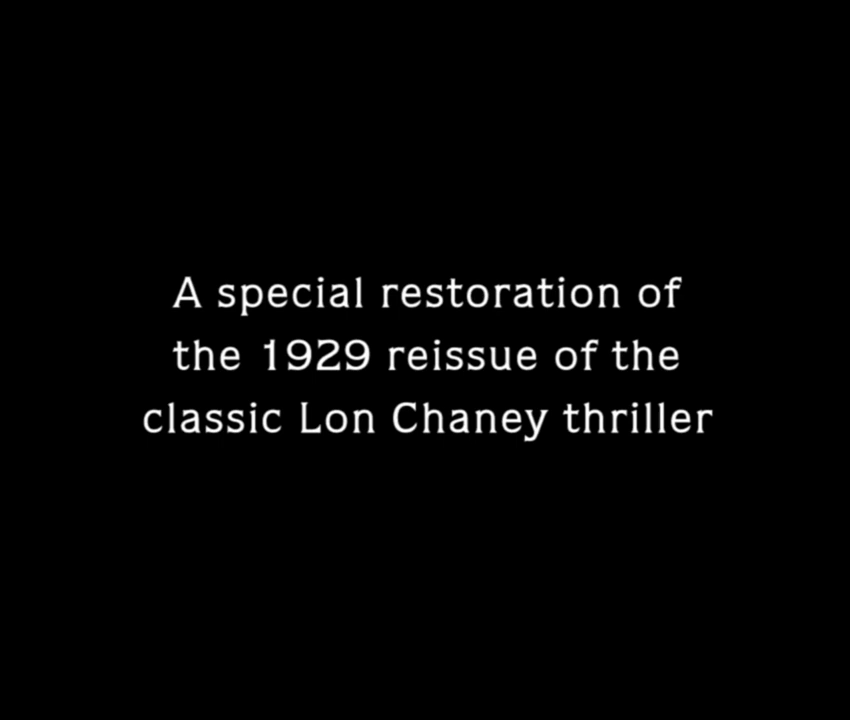 A special restoration of
the 1929 reissue of the
classic Lon Chaney thriller